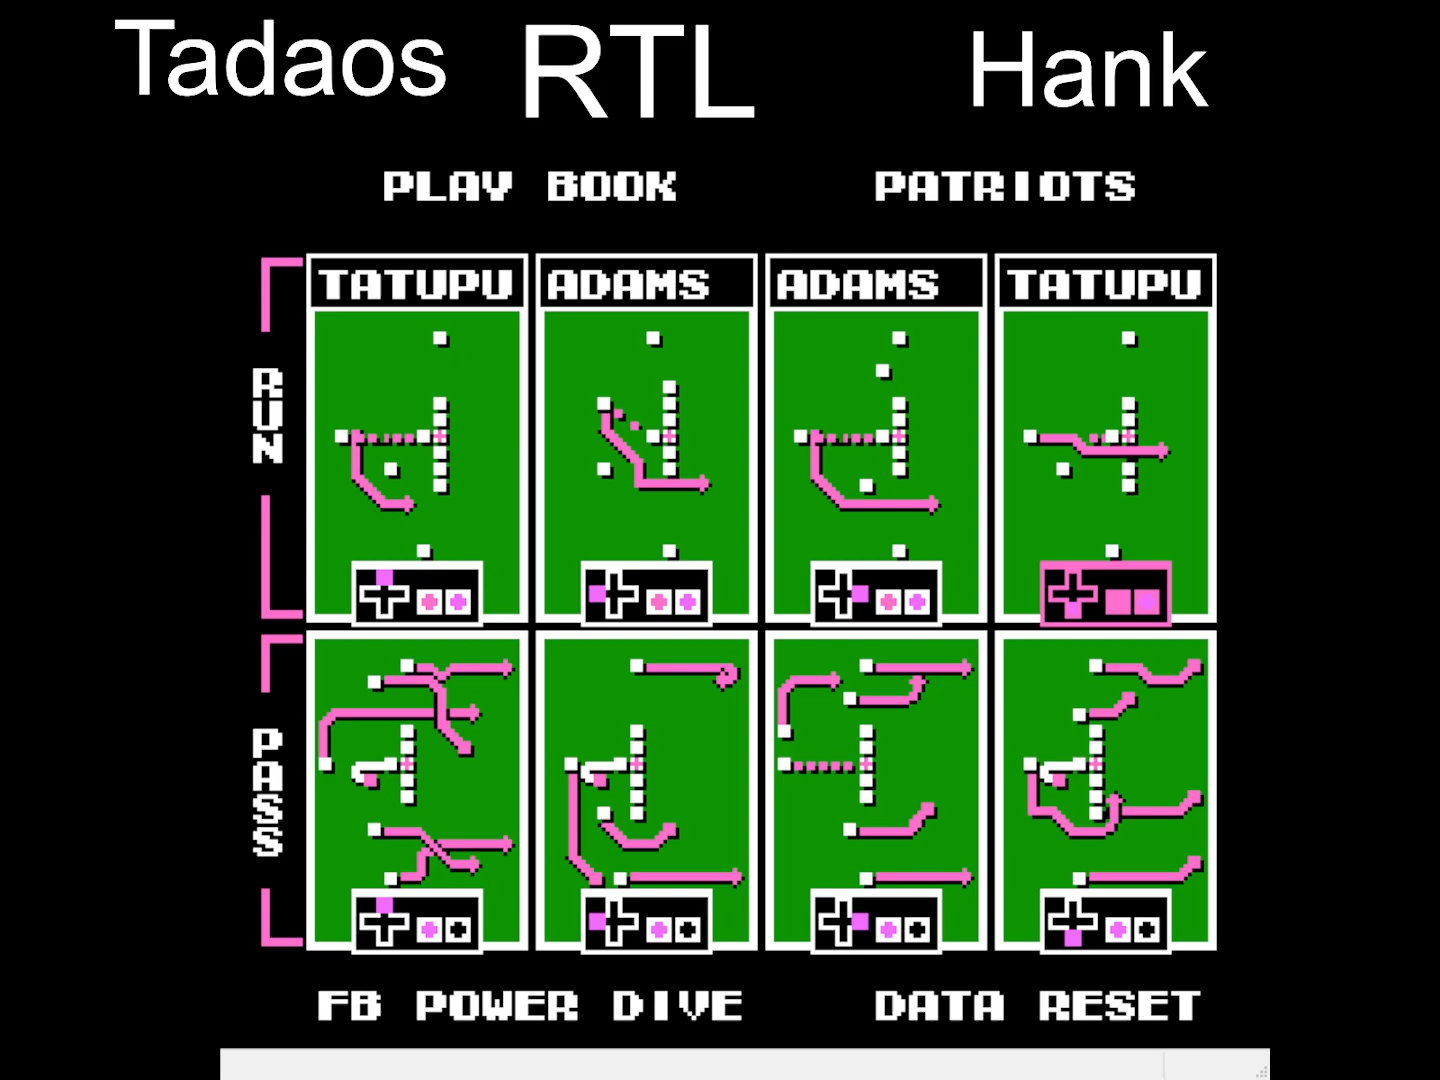 Tadaos RTL Hank
PLAY BOOK PATRIOTS
TATUPU ADAMS ADAMS TATUPU
RUN
PASS
FB POWER DIVE DATA RESET